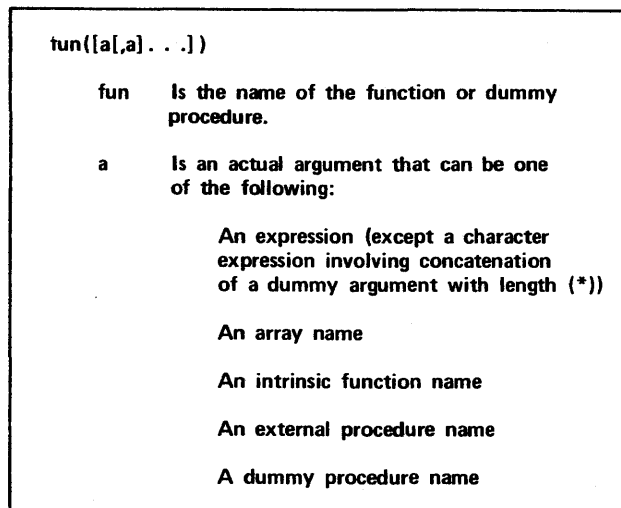 fun([a[,a] . . .])
fun Is the name of the function or dummy
procedure.
a Is an actual argument that can be one
of the following:
An expression (except a character
expression involving concatenation
of a dummy argument with length (*))
An array name
An intrinsic function name
An external procedure name
A dummy procedure name